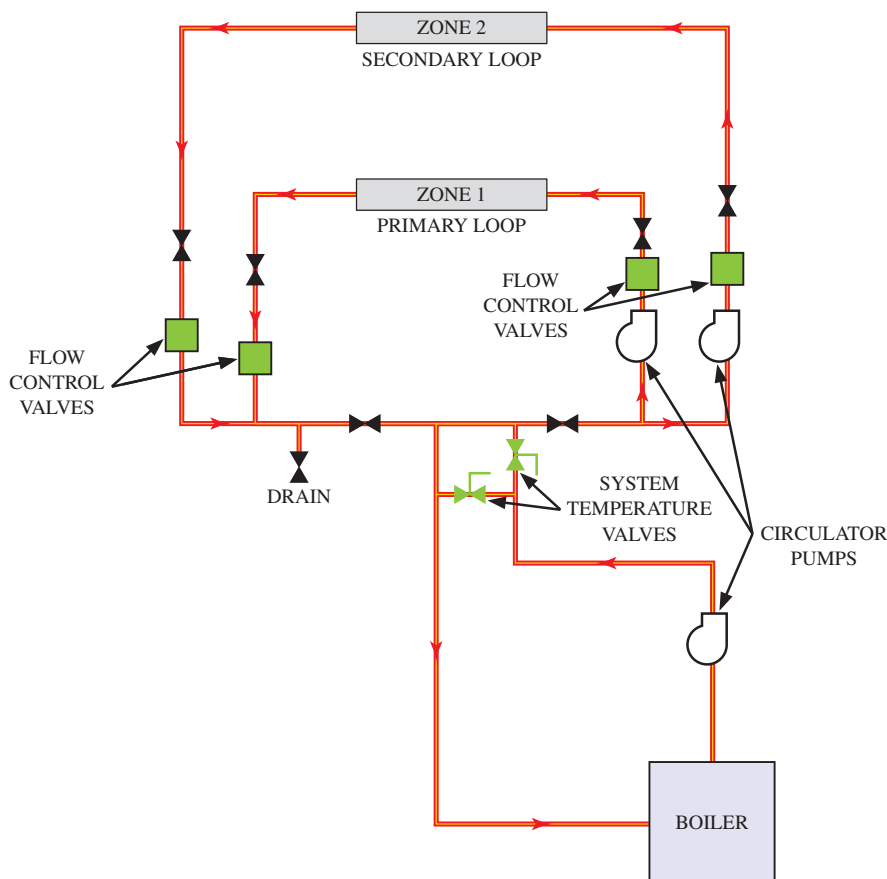 ZONE 2
SECONDARY LOOP
ZONE 1
PRIMARY LOOP
FLOW
CONTROL
VALVES
FLOW
CONTROL
VALVES
DRAIN
SYSTEM
TEMPERATURE
VALVES
CIRCULATOR
PUMPS
BOILER